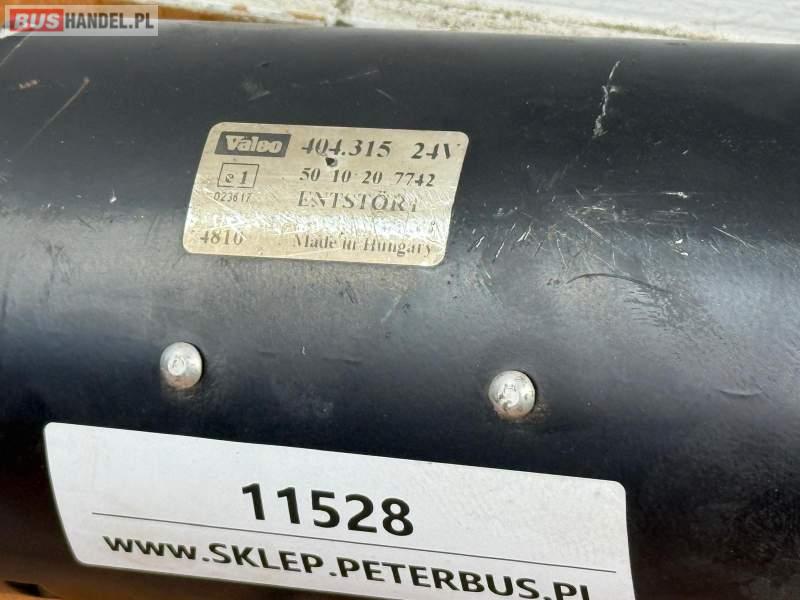 BUSHANDEL.PL
Valeo 404.315 24V
e1 50 10 20 7742
023617 ENTSTÖRT
4816 Made in Hungary
11528
www.SKLEP.PETERBUS.PL